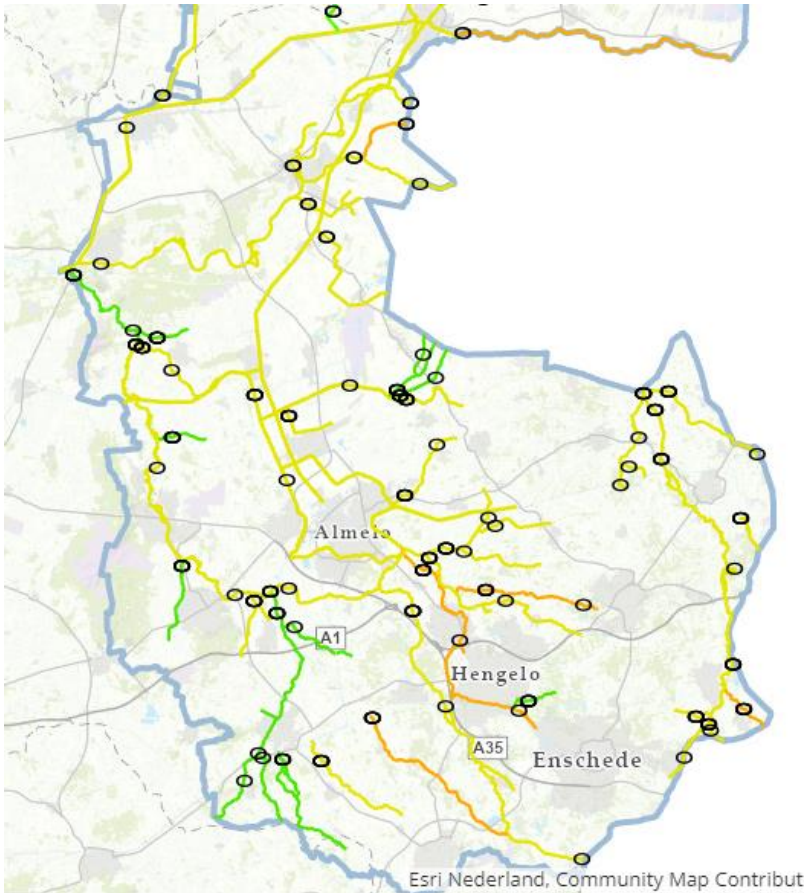 Almelo
A1
Hengelo
A35
Enschede
Esri Nederland, Community Map Contribut